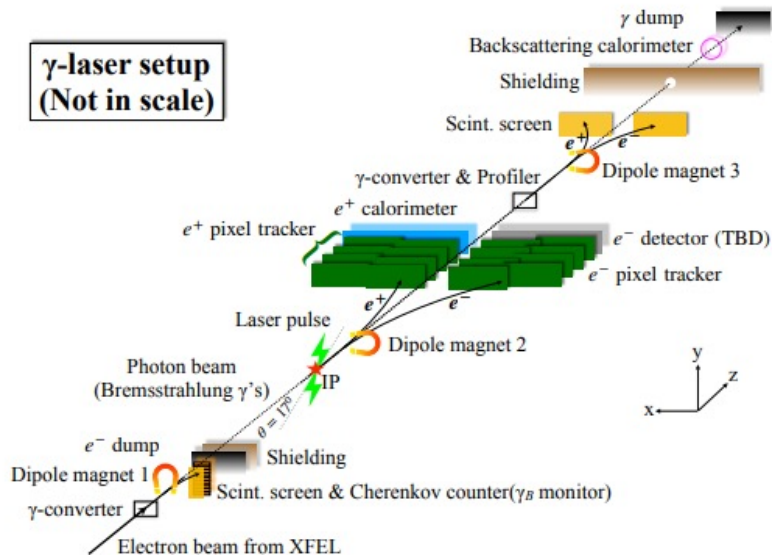 γ-laser setup
(Not in scale)
γ dump
Backscattering calorimeter
Shielding
Scint. screen
e⁺
e⁻
Dipole magnet 3
γ-converter & Profiler
e⁺ calorimeter
e⁺ pixel tracker
e⁻ detector (TBD)
e⁻ pixel tracker
e⁺
e⁻
Laser pulse
Dipole magnet 2
Photon beam
(Bremsstrahlung γ's)
IP
θ = 17⁰
y
z
x
e⁻ dump
Shielding
Dipole magnet 1
Scint. screen & Cherenkov counter(γ_B monitor)
γ-converter
Electron beam from XFEL